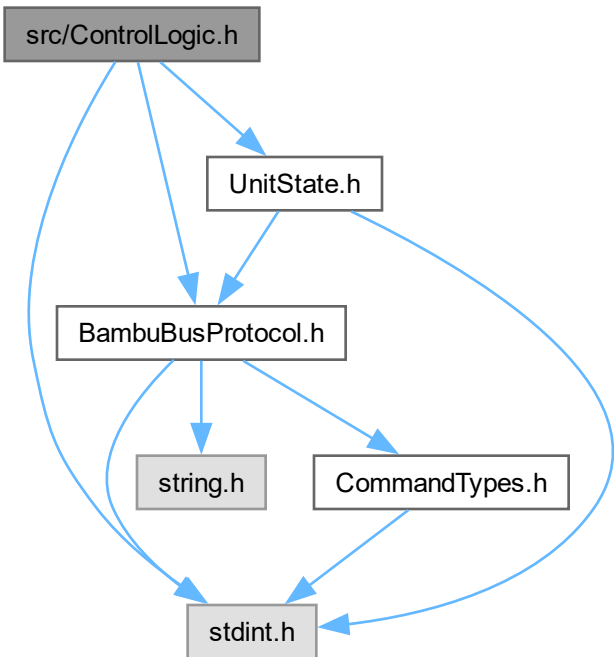 src/ControlLogic.h
UnitState.h
BambuBusProtocol.h
string.h
CommandTypes.h
stdint.h